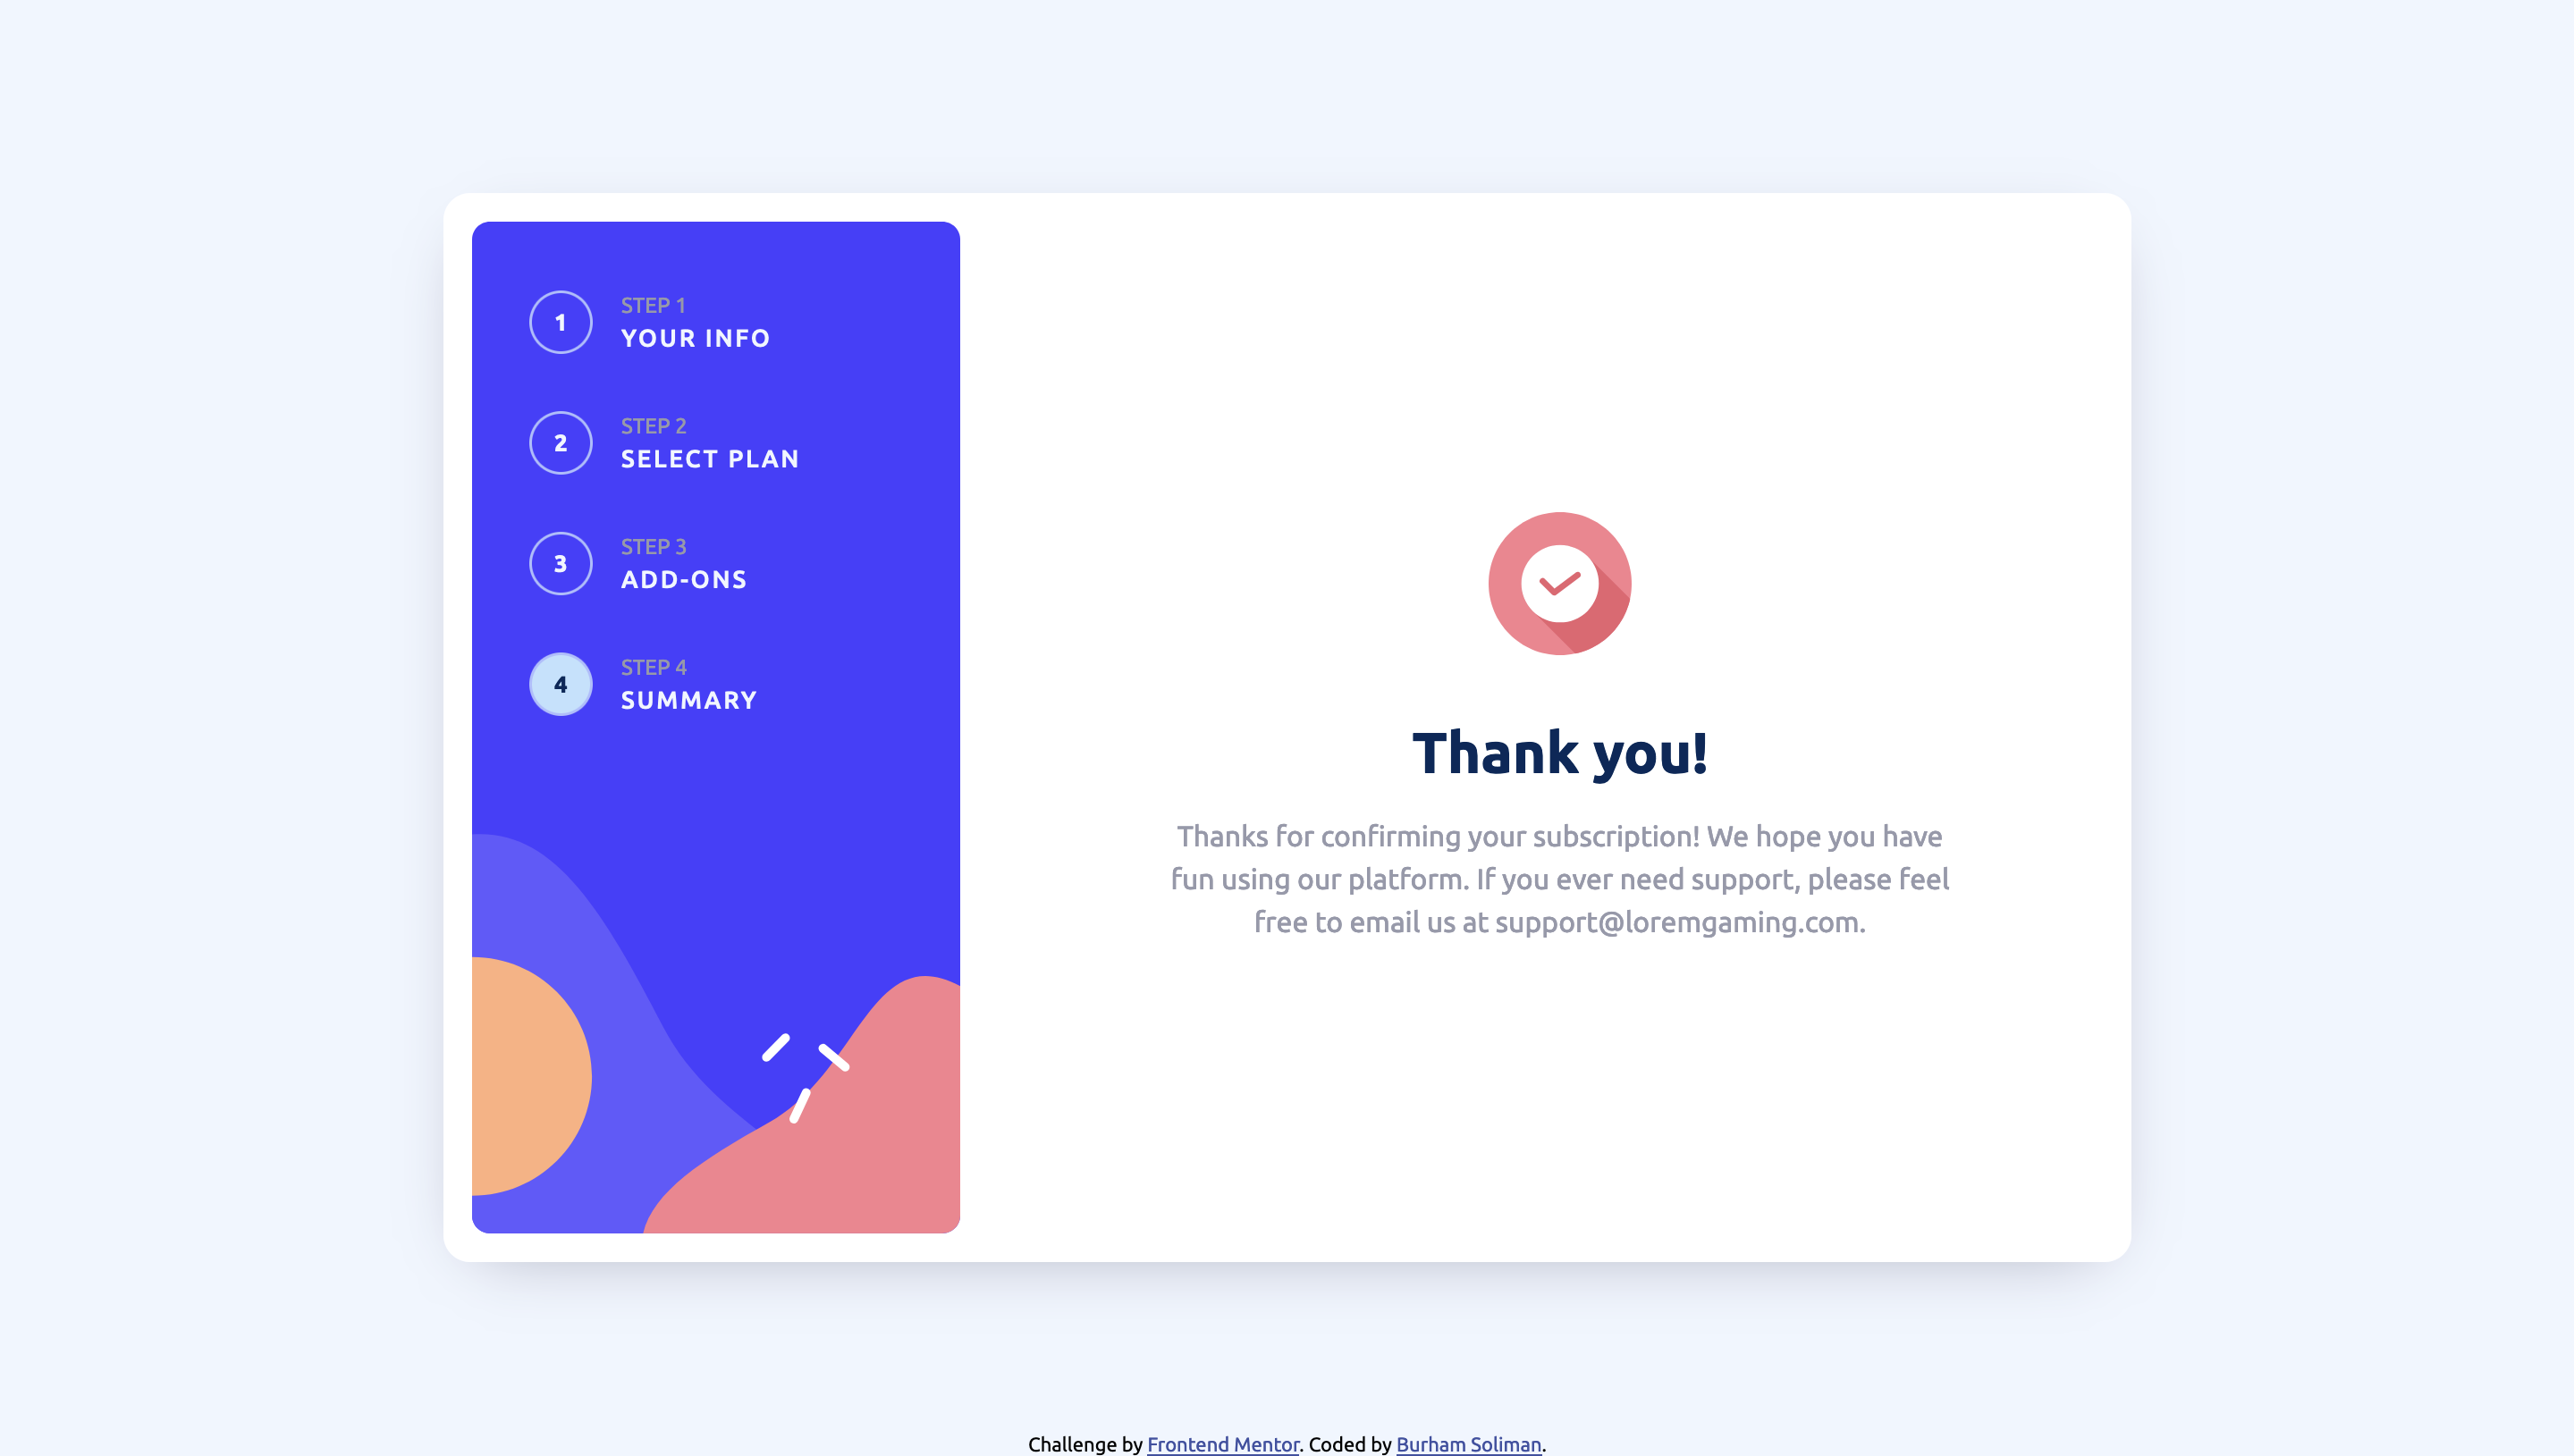 1
STEP 1
YOUR INFO
2
STEP 2
SELECT PLAN
3
STEP 3
ADD-ONS
4
STEP 4
SUMMARY
Thank you!
Thanks for confirming your subscription! We hope you have
fun using our platform. If you ever need support, please feel
free to email us at support@loremgaming.com.
Challenge by Frontend Mentor. Coded by Burham Soliman.